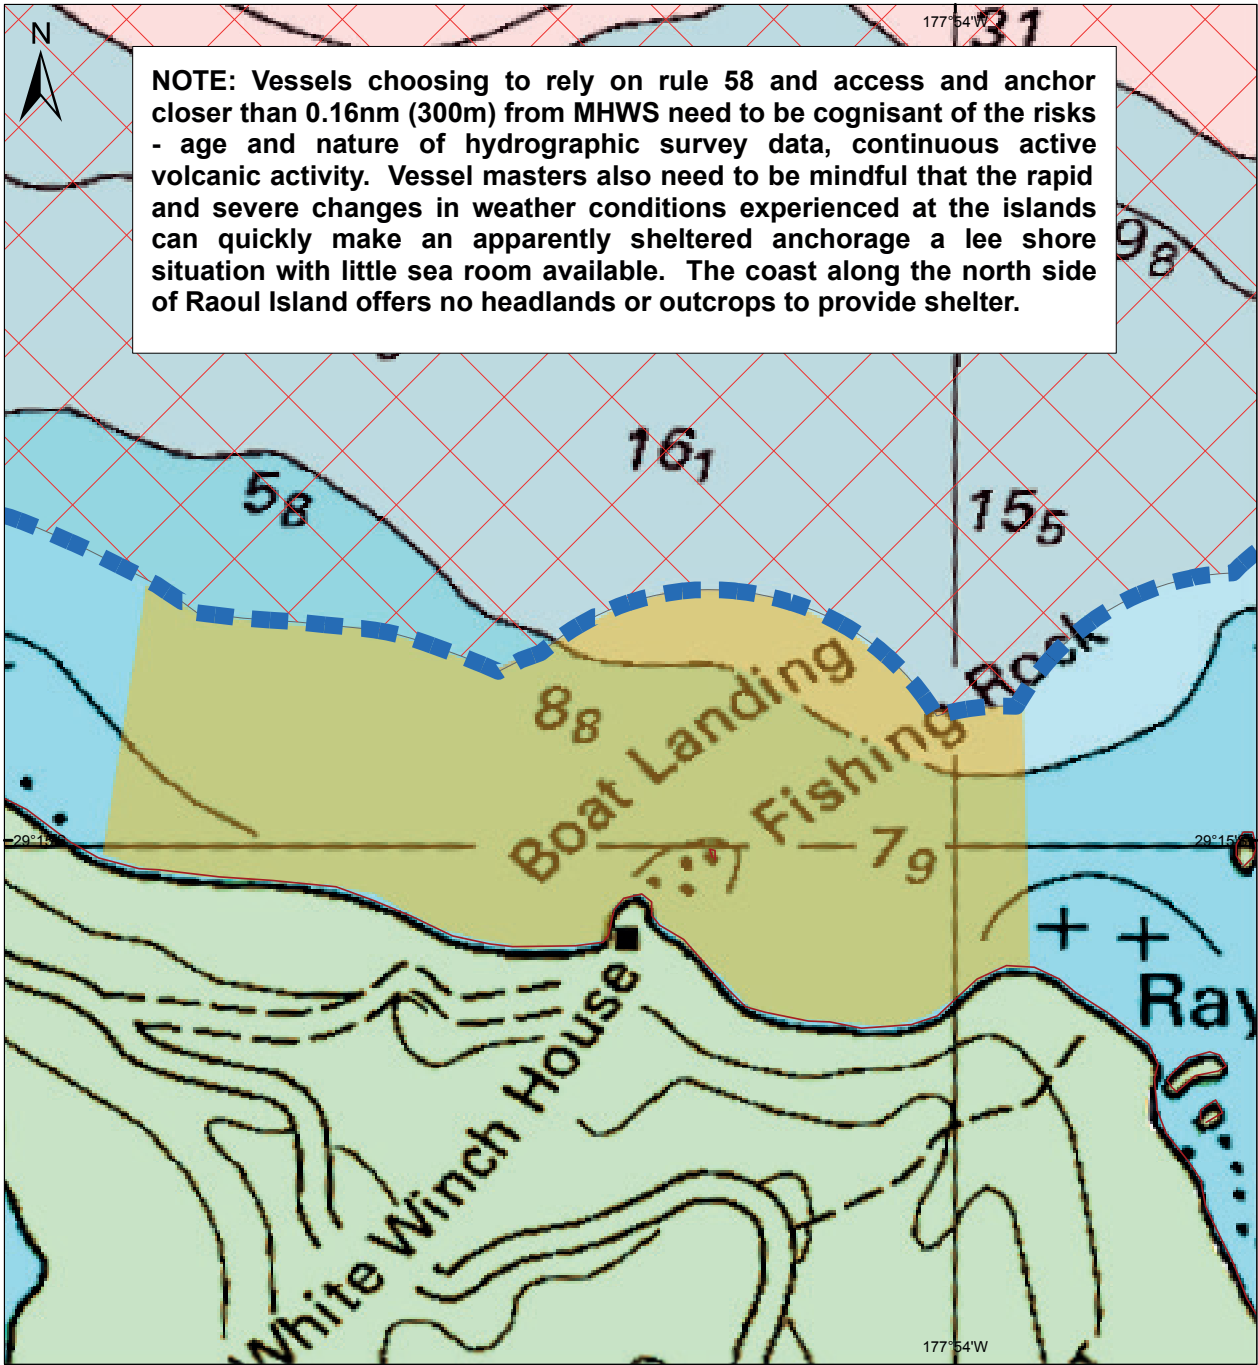 N
177°54'W
31
NOTE: Vessels choosing to rely on rule 58 and access and anchor
closer than 0.16nm (300m) from MHWS need to be cognisant of the risks
- age and nature of hydrographic survey data, continuous active
volcanic activity. Vessel masters also need to be mindful that the rapid
and severe changes in weather conditions experienced at the islands
can quickly make an apparently sheltered anchorage a lee shore
situation with little sea room available. The coast along the north side
of Raoul Island offers no headlands or outcrops to provide shelter.
98
161
58
155
88
Boat Landing
Fishing Rock
79
29°15'S
29°15'S
Ray
White Winch House
177°54'W